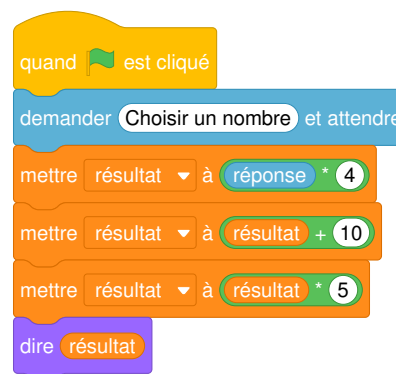 quand est cliqué
demander Choisir un nombre et attendre
mettre résultat à réponse * 4
mettre résultat à résultat + 10
mettre résultat à résultat * 5
dire résultat